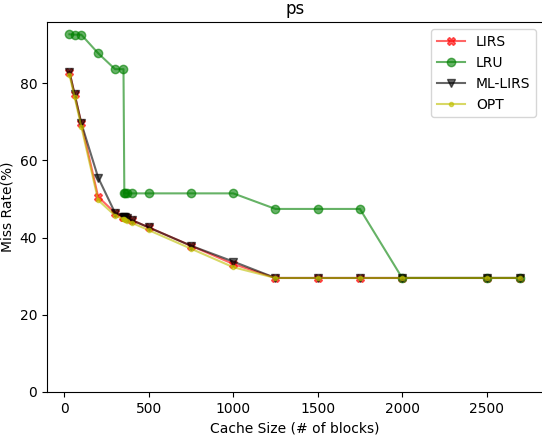 ps
LIRS
LRU
ML-LIRS
OPT
Miss Rate(%)
80
60
40
20
0
0 500 1000 1500 2000 2500
Cache Size (# of blocks)